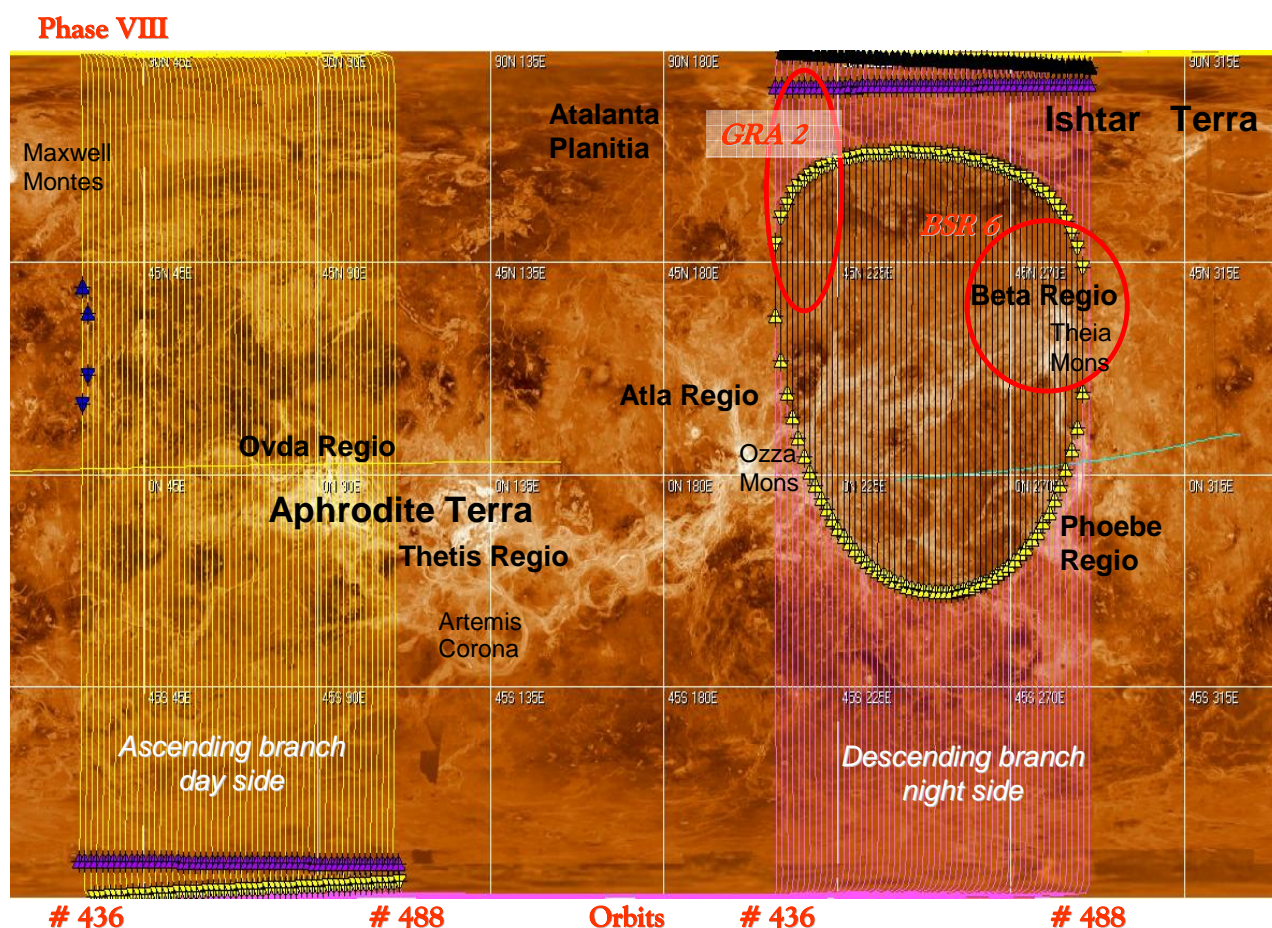 Phase VIII
90N 45E
90N 90E
90N 135E
90N 180E
90N 315E
Atalanta
Planitia
GRA 2
Ishtar Terra
Maxwell
Montes
BSR 6
45N 45E
45N 90E
45N 135E
45N 180E
45N 225E
45N 270E
45N 315E
Beta Regio
Theia
Mons
Atla Regio
Ovda Regio
Ozza
Mons
0N 45E
0N 90E
0N 135E
0N 180E
0N 225E
0N 270E
0N 315E
Aphrodite Terra
Thetis Regio
Phoebe
Regio
Artemis
Corona
45S 45E
45S 90E
45S 135E
45S 180E
45S 225E
45S 270E
45S 315E
Ascending branch
day side
Descending branch
night side
# 436 # 488 Orbits # 436 # 488